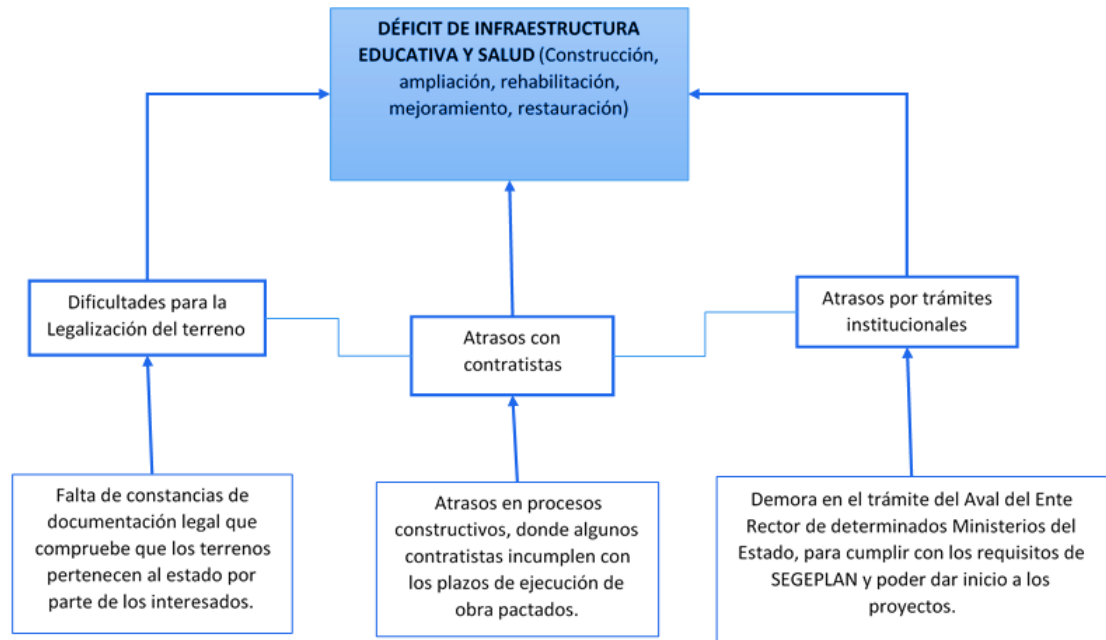 DÉFICIT DE INFRAESTRUCTURA
EDUCATIVA Y SALUD (Construcción,
ampliación, rehabilitación,
mejoramiento, restauración)
Dificultades para la
Legalización del terreno
Atrasos con
contratistas
Atrasos por trámites
institucionales
Falta de constancias de
documentación legal que
compruebe que los terrenos
pertenecen al estado por
parte de los interesados.
Atrasos en procesos
constructivos, donde algunos
contratistas incumplen con
los plazos de ejecución de
obra pactados.
Demora en el trámite del Aval del Ente
Rector de determinados Ministerios del
Estado, para cumplir con los requisitos de
SEGEPLAN y poder dar inicio a los
proyectos.